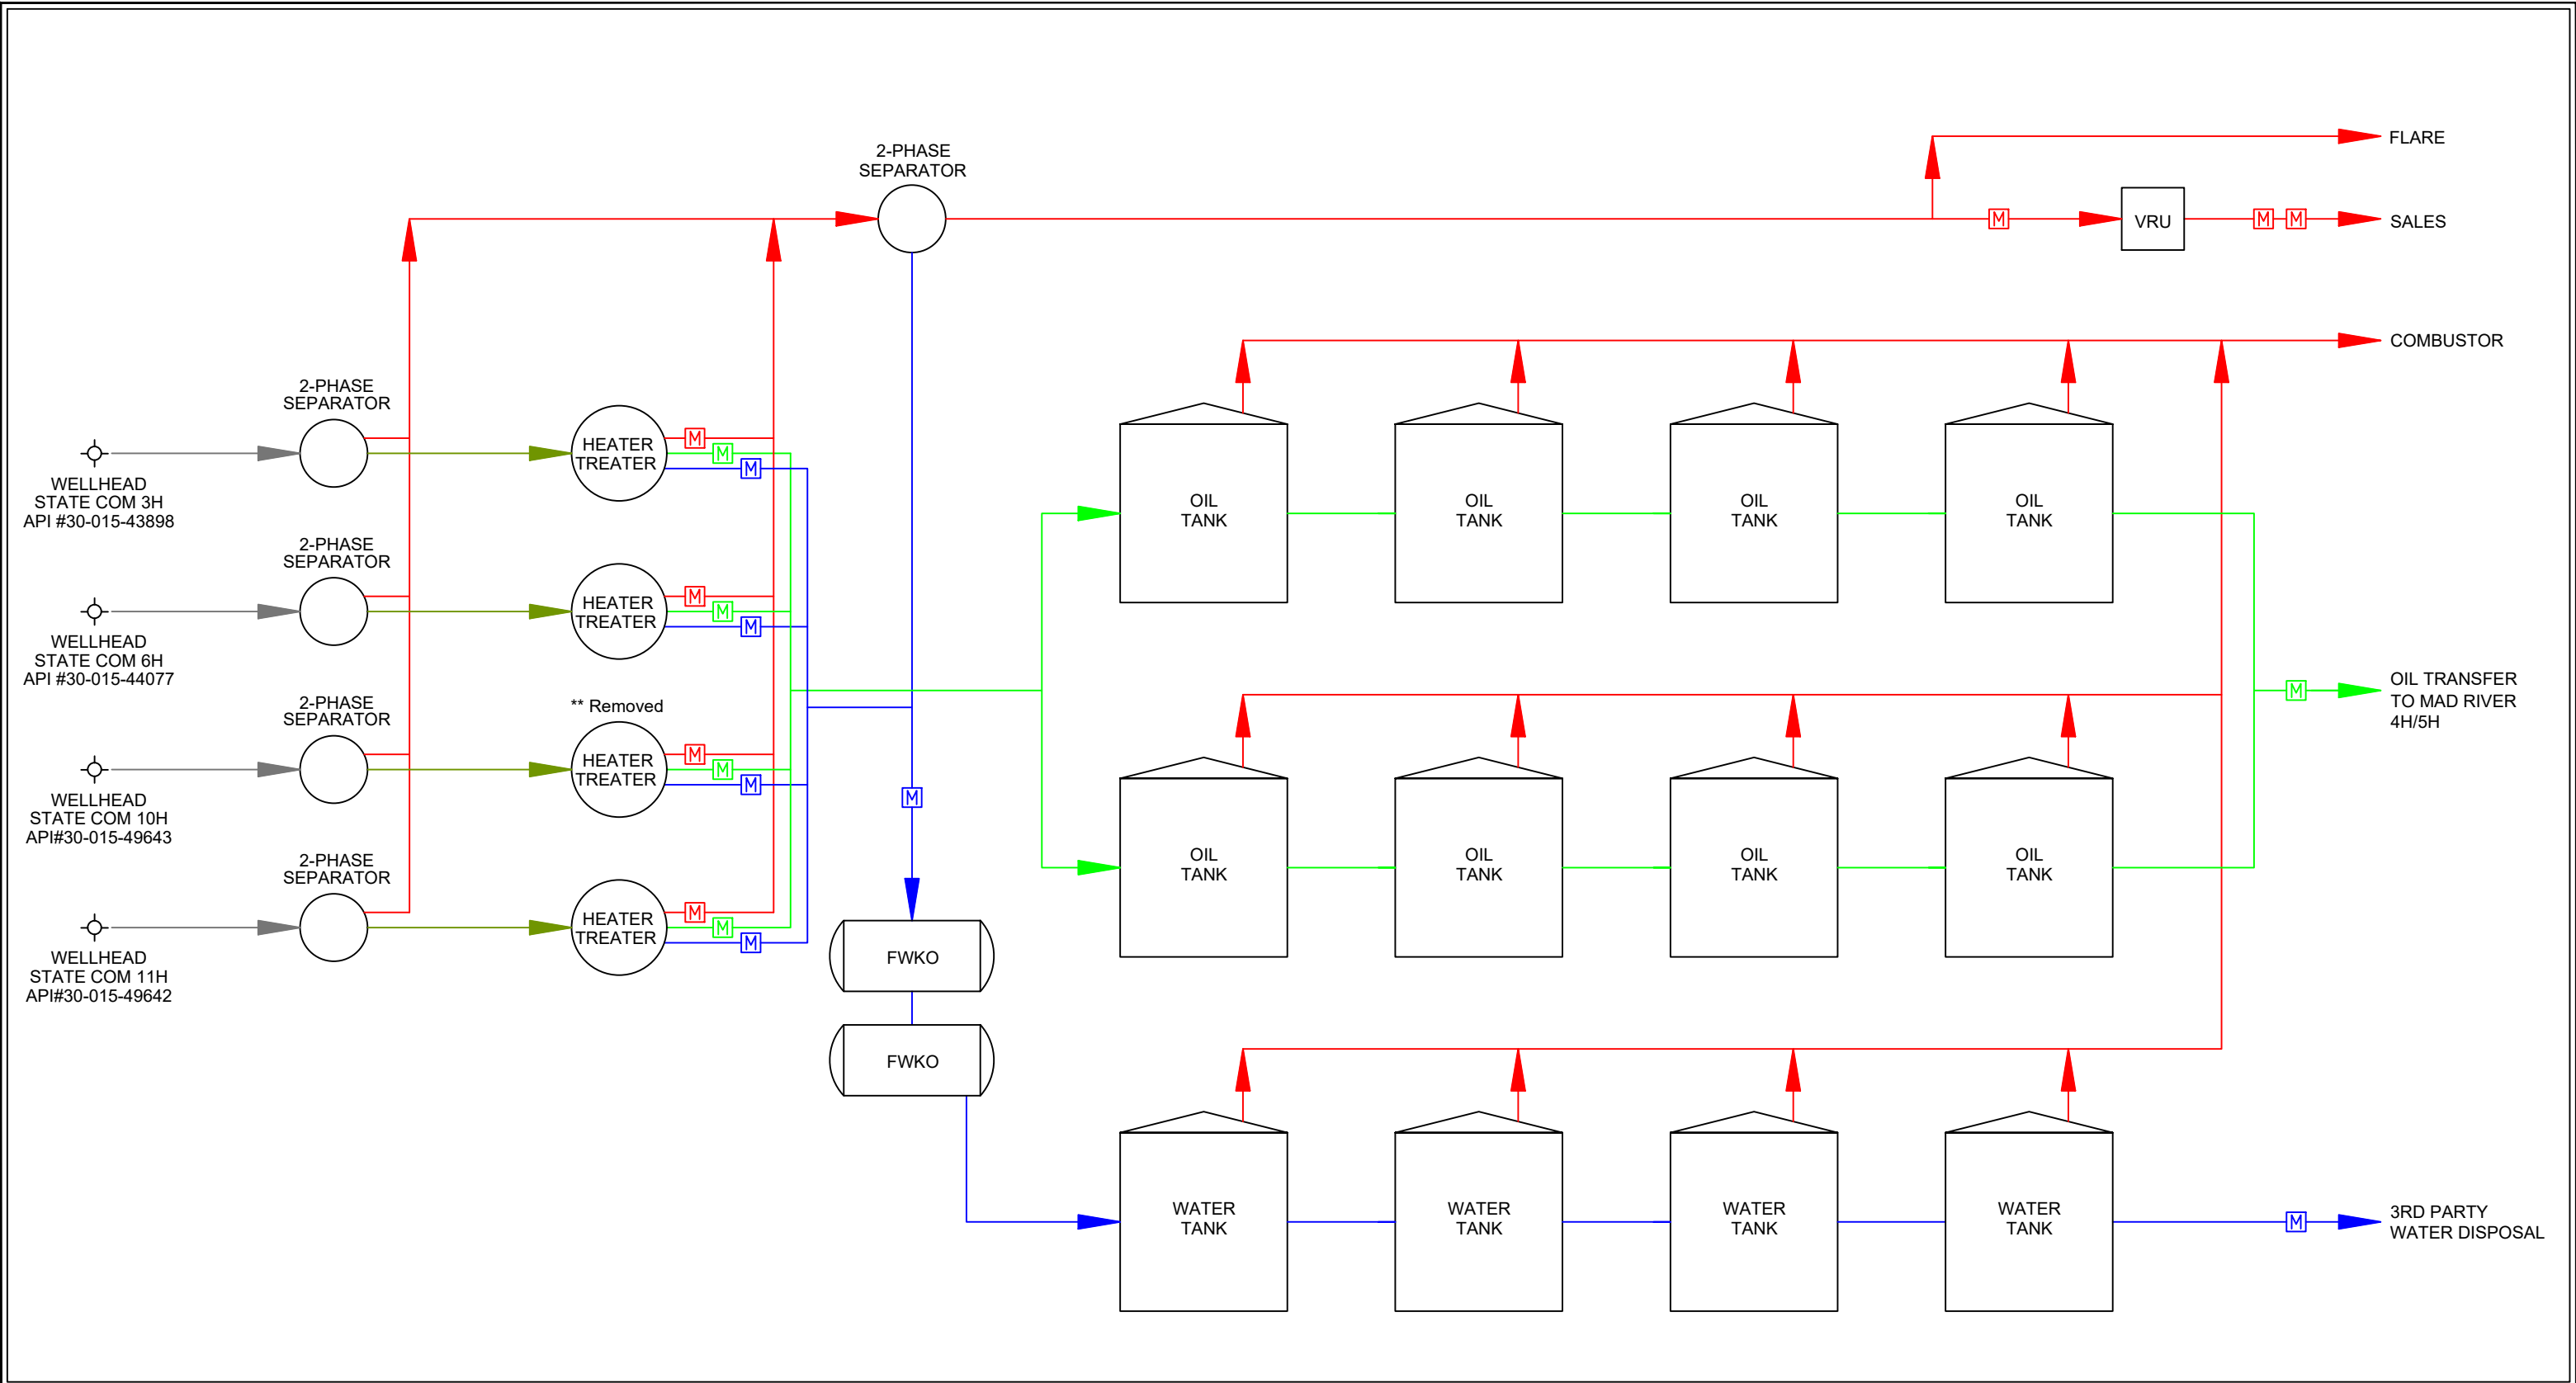 2-PHASE
SEPARATOR
FLARE
M
VRU
M
M
SALES
COMBUSTOR
2-PHASE
SEPARATOR
HEATER
TREATER
M
M
M
WELLHEAD
STATE COM 3H
API #30-015-43898
OIL
TANK
OIL
TANK
OIL
TANK
OIL
TANK
2-PHASE
SEPARATOR
HEATER
TREATER
M
M
M
WELLHEAD
STATE COM 6H
API #30-015-44077
M
OIL TRANSFER
TO MAD RIVER
4H/5H
2-PHASE
SEPARATOR
** Removed
HEATER
TREATER
M
M
M
M
WELLHEAD
STATE COM 10H
API#30-015-49643
OIL
TANK
OIL
TANK
OIL
TANK
OIL
TANK
2-PHASE
SEPARATOR
HEATER
TREATER
M
M
M
WELLHEAD
STATE COM 11H
API#30-015-49642
FWKO
FWKO
WATER
TANK
WATER
TANK
WATER
TANK
WATER
TANK
M
3RD PARTY
WATER DISPOSAL